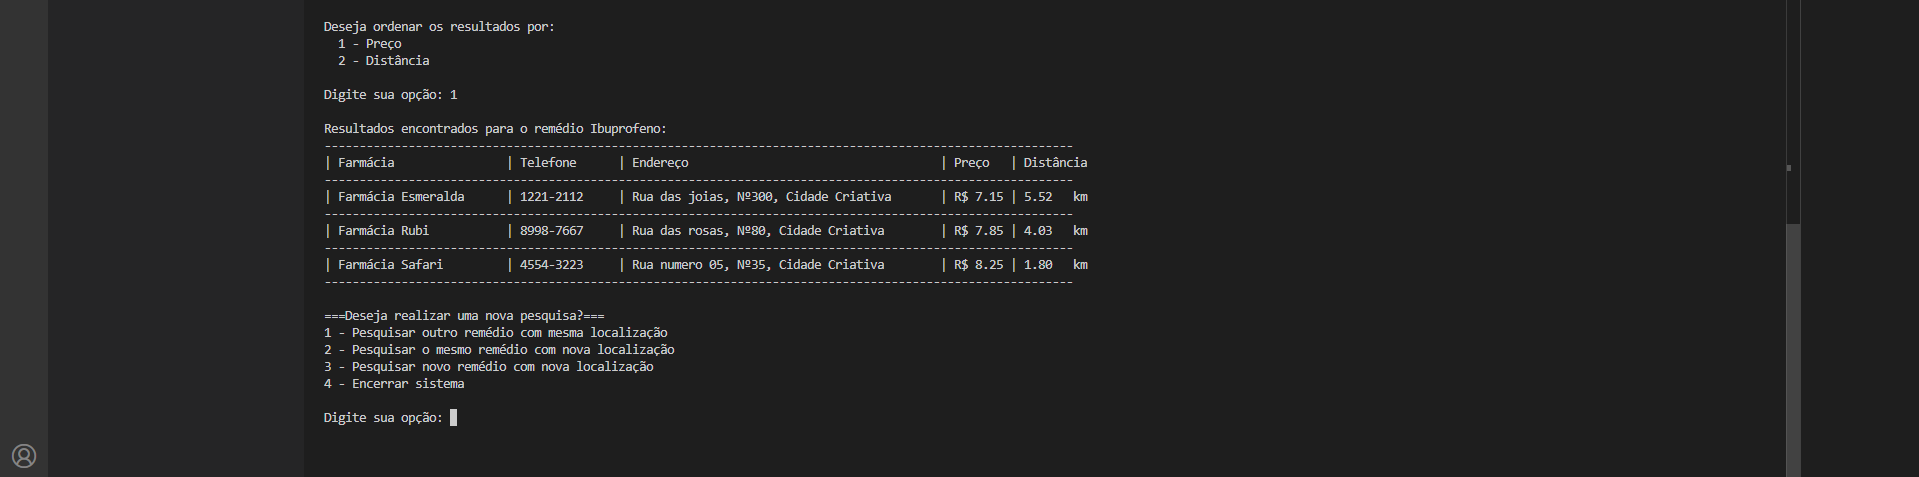 Deseja ordenar os resultados por:
1 - Preço
2 - Distância
Digite sua opção: 1
Resultados encontrados para o remédio Ibuprofeno:
-----------------------------------------------------------------------------------------------------------
| Farmácia | Telefone | Endereço | Preço | Distância
-----------------------------------------------------------------------------------------------------------
| Farmácia Esmeralda | 1221-2112 | Rua das joias, Nº300, Cidade Criativa | R$ 7.15 | 5.52 km
-----------------------------------------------------------------------------------------------------------
| Farmácia Rubi | 8998-7667 | Rua das rosas, Nº80, Cidade Criativa | R$ 7.85 | 4.03 km
-----------------------------------------------------------------------------------------------------------
| Farmácia Safari | 4554-3223 | Rua numero 05, Nº35, Cidade Criativa | R$ 8.25 | 1.80 km
-----------------------------------------------------------------------------------------------------------
===Deseja realizar uma nova pesquisa?===
1 - Pesquisar outro remédio com mesma localização
2 - Pesquisar o mesmo remédio com nova localização
3 - Pesquisar novo remédio com nova localização
4 - Encerrar sistema
Digite sua opção: